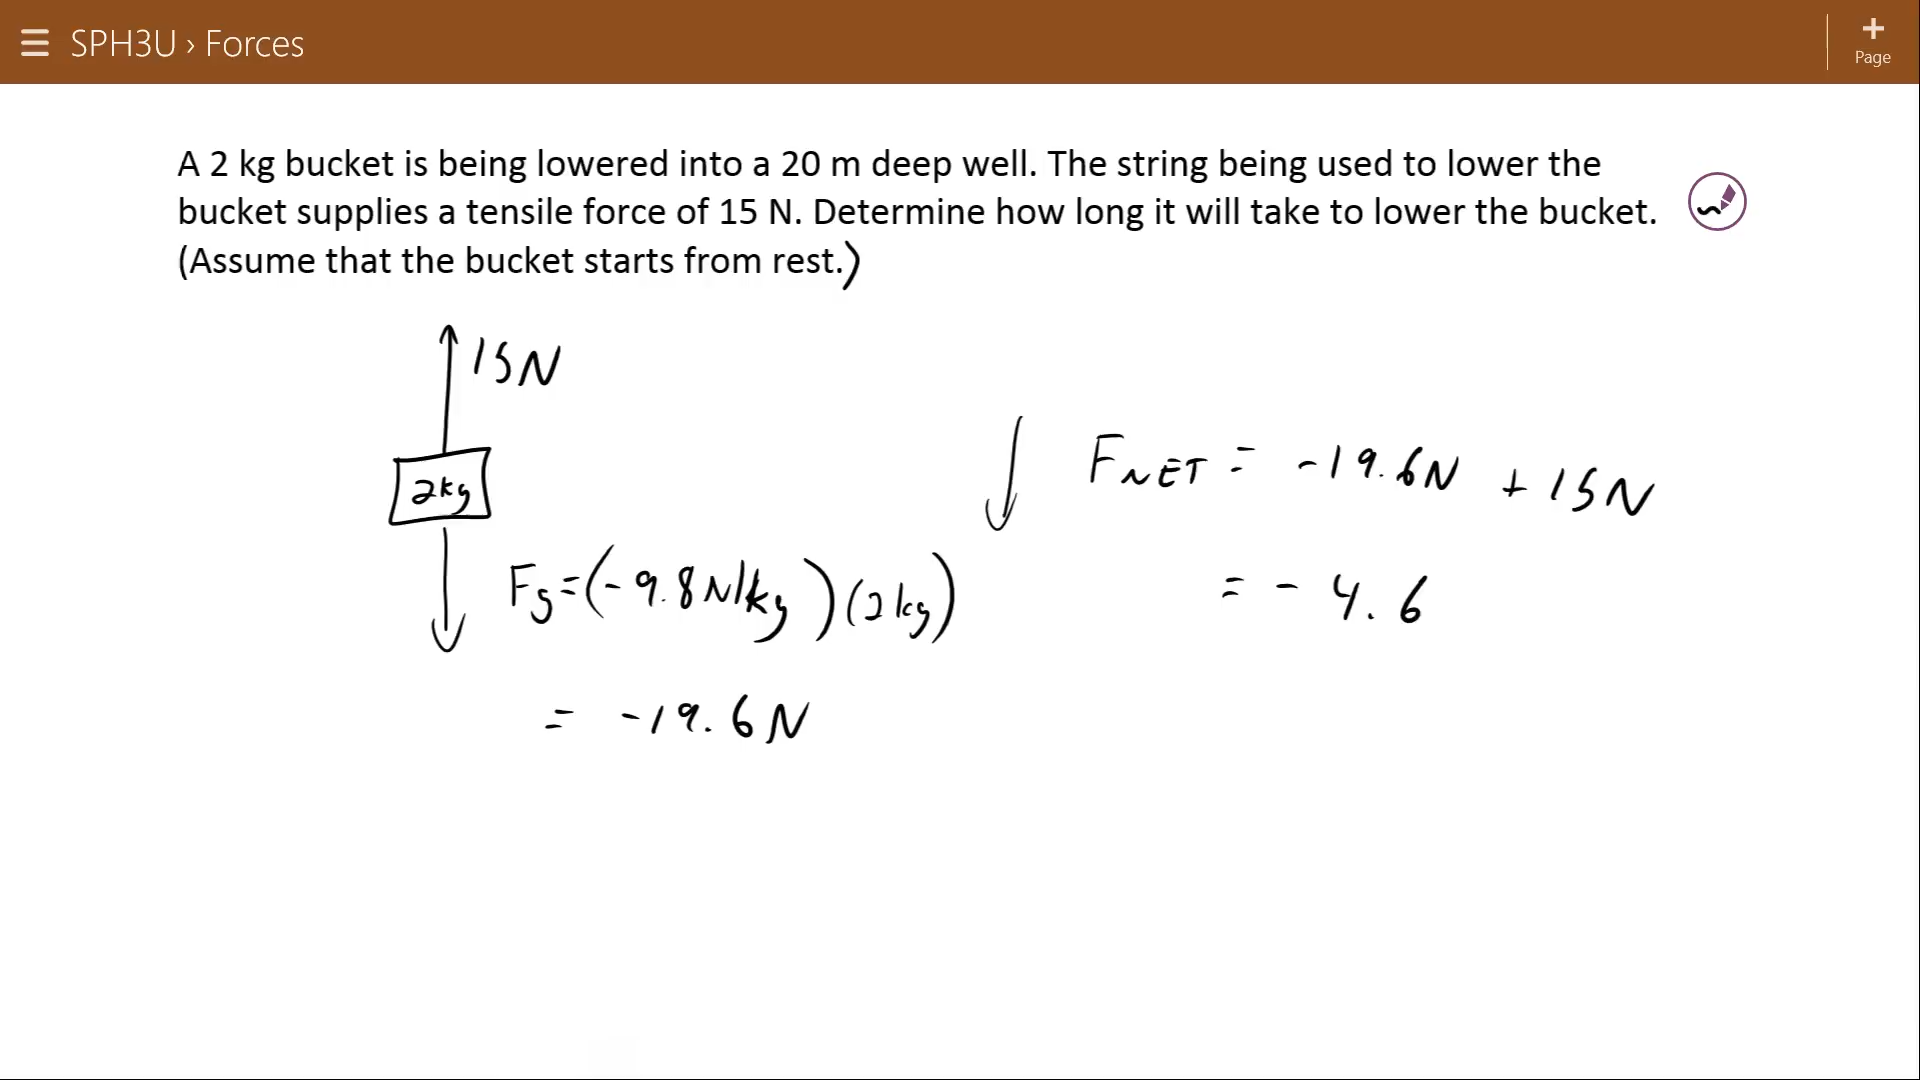 SPH3U › Forces
+
Page
A 2 kg bucket is being lowered into a 20 m deep well. The string being used to lower the
bucket supplies a tensile force of 15 N. Determine how long it will take to lower the bucket.
(Assume that the bucket starts from rest.)
15N
2kg
FNET = -19.6N + 15N
= - 4.6
Fg=(-9.8N/kg)(2kg)
= -19.6N